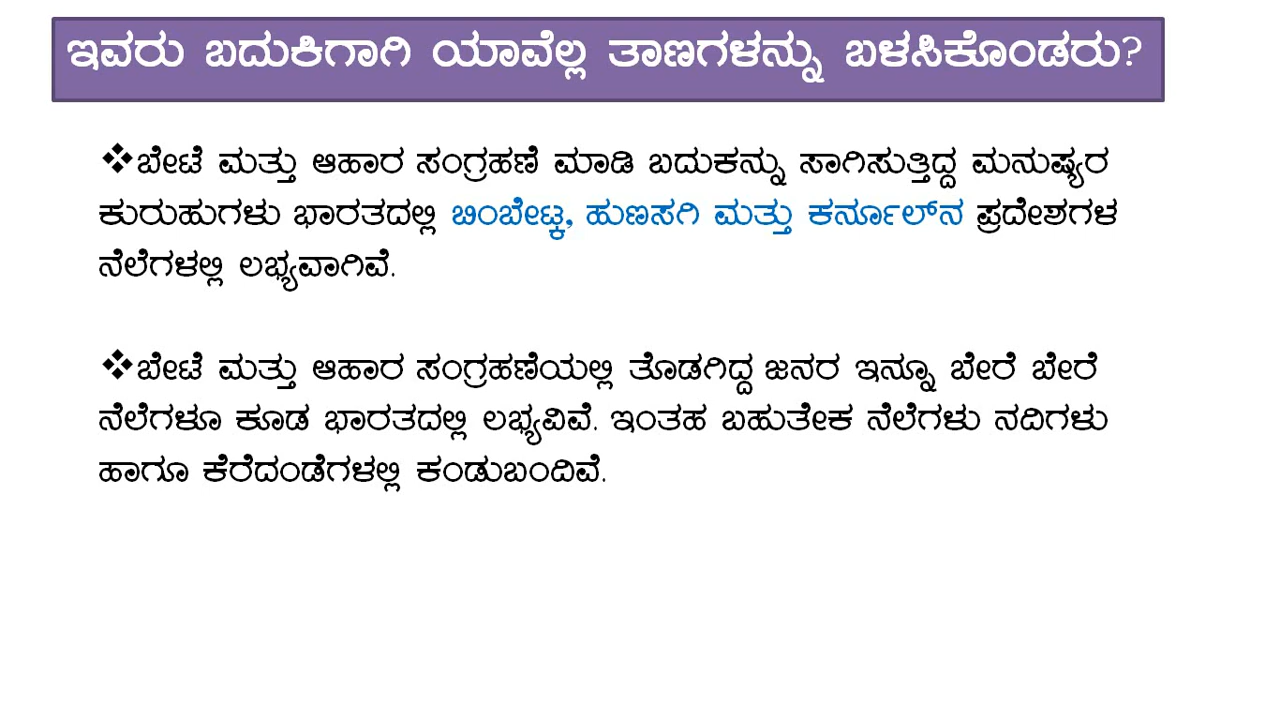 ಇವರು ಬದುಕಿಗಾಗಿ ಯಾವೆಲ್ಲ ತಾಣಗಳನ್ನು ಬಳಸಿಕೊಂಡರು?
❖ಬೇಟೆ ಮತ್ತು ಆಹಾರ ಸಂಗ್ರಹಣೆ ಮಾಡಿ ಬದುಕನ್ನು ಸಾಗಿಸುತ್ತಿದ್ದ ಮನುಷ್ಯರ
ಕುರುಹುಗಳು ಭಾರತದಲ್ಲಿ ಬಿಂಬೇಟ್ಕ, ಹುಣಸಗಿ ಮತ್ತು ಕರ್ನೂಲ್‌ನ ಪ್ರದೇಶಗಳ
ನೆಲೆಗಳಲ್ಲಿ ಲಭ್ಯವಾಗಿವೆ.
❖ಬೇಟೆ ಮತ್ತು ಆಹಾರ ಸಂಗ್ರಹಣೆಯಲ್ಲಿ ತೊಡಗಿದ್ದ ಜನರ ಇನ್ನೂ ಬೇರೆ ಬೇರೆ
ನೆಲೆಗಳೂ ಕೂಡ ಭಾರತದಲ್ಲಿ ಲಭ್ಯವಿವೆ. ಇಂತಹ ಬಹುತೇಕ ನೆಲೆಗಳು ನದಿಗಳು
ಹಾಗೂ ಕೆರೆದಂಡೆಗಳಲ್ಲಿ ಕಂಡುಬಂದಿವೆ.